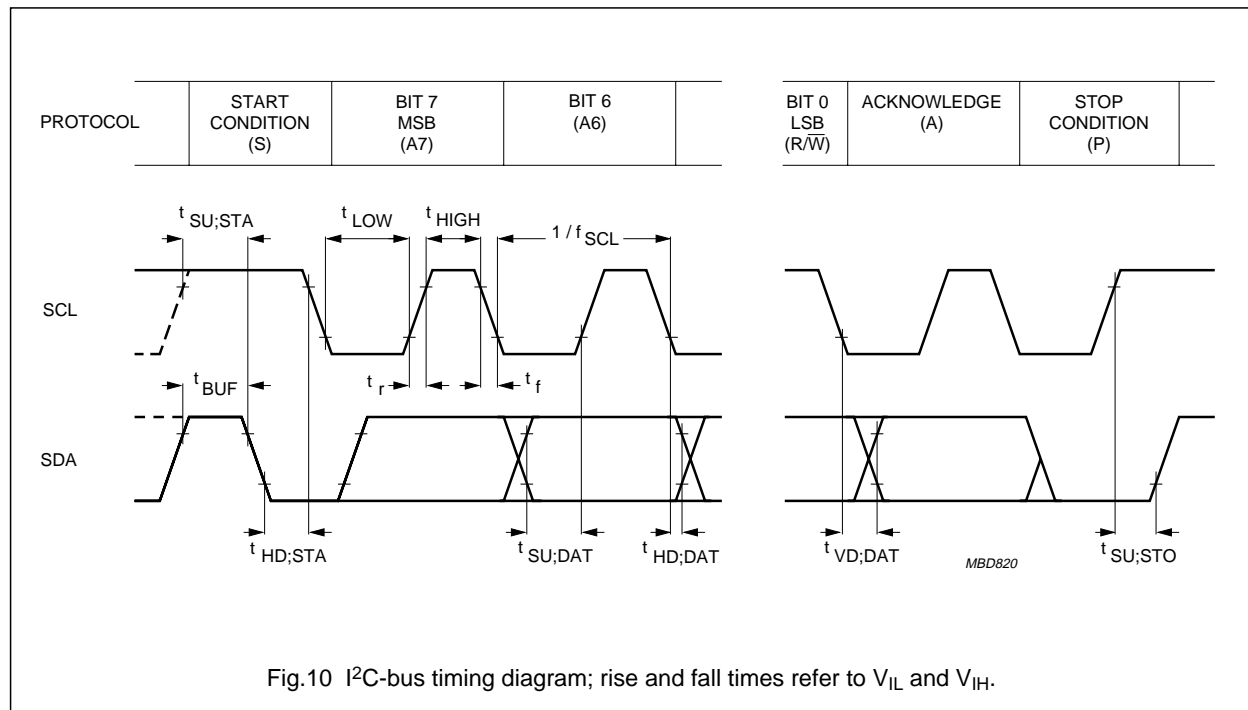 PROTOCOL
START
CONDITION
(S)
BIT 7
MSB
(A7)
BIT 6
(A6)
BIT 0
LSB
(R/W̅)
ACKNOWLEDGE
(A)
STOP
CONDITION
(P)
t SU;STA
t LOW
t HIGH
1 / f SCL
SCL
t BUF
t r
t f
SDA
t HD;STA
t SU;DAT
t HD;DAT
t VD;DAT
MBD820
t SU;STO
Fig.10 I²C-bus timing diagram; rise and fall times refer to VIL and VIH.